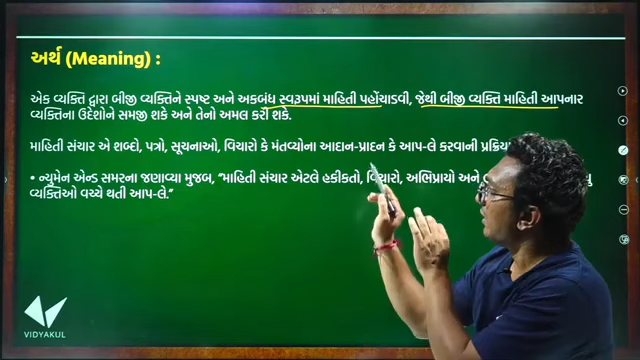 અર્થ (Meaning) :
એક વ્યક્તિ દ્વારા બીજી વ્યક્તિને સ્પષ્ટ અને અકબંધ સ્વરૂપમાં માહિતી પહોંચાડવી, જેથી બીજી વ્યક્તિ માહિતી આપનાર
વ્યક્તિના ઉદેશોને સમજી શકે અને તેનો અમલ કરી શકે.
માહિતી સંચાર એ શબ્દો, પત્રો, સૂચનાઓ, વિચારો કે મંતવ્યોના આદાન-પ્રદાન કે આપ-લે કરવાની પ્રક્રિયા
• ન્યુમેન એન્ડ સમરના જણાવ્યા મુજબ, “માહિતી સંચાર એટલે હકીકતો, વિચારો, અભિપ્રાયો અને
વ્યક્તિઓ વચ્ચે થતી આપ-લે.”
VIDYAKUL